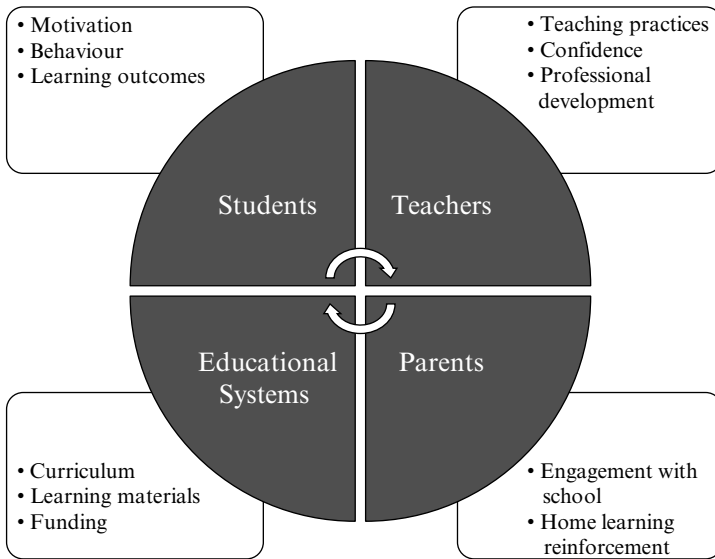 • Motivation
• Behaviour
• Learning outcomes
• Teaching practices
• Confidence
• Professional
development
Students
Teachers
Educational
Systems
Parents
• Curriculum
• Learning materials
• Funding
• Engagement with
school
• Home learning
reinforcement